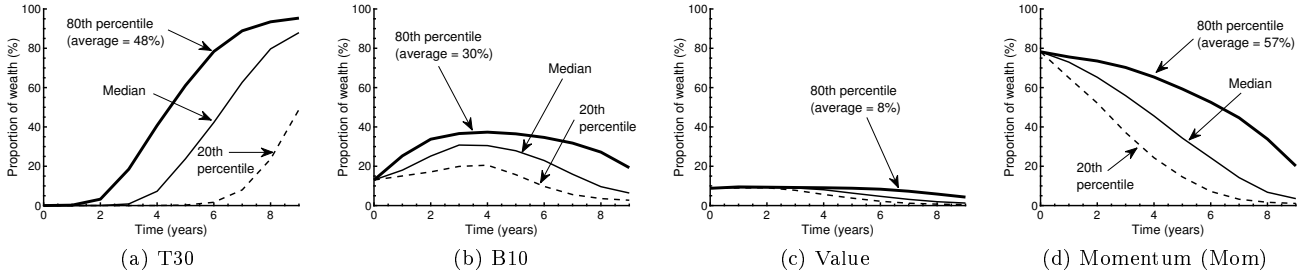 Proportion of wealth (%)
100
80
60
40
20
0
0 2 4 6 8
Time (years)
80th percentile
(average = 48%)
Median
20th
percentile
(a) T30
Proportion of wealth (%)
100
80
60
40
20
0
0 2 4 6 8
Time (years)
80th percentile
(average = 30%)
Median
20th
percentile
(b) B10
Proportion of wealth (%)
100
80
60
40
20
0
0 2 4 6 8
Time (years)
80th percentile
(average = 8%)
(c) Value
Proportion of wealth (%)
100
80
60
40
20
0
0 2 4 6 8
Time (years)
80th percentile
(average = 57%)
Median
20th
percentile
(d) Momentum (Mom)